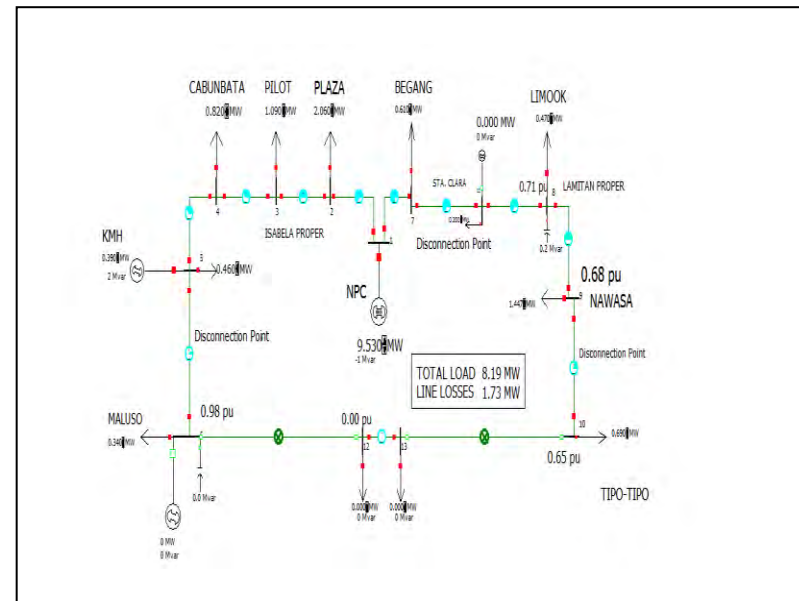 CABUNBATA
PILOT
PLAZA
BEGANG
LIMOOK
0.820 MW
1.090 MW
2.060 MW
0.610 MW
0.000 MW
0 Mvar
0.470 MW
STA. CLARA
0.71 pu
8
LAMITAN PROPER
4
3
2
7
ISABELA PROPER
1
Disconnection Point
0.2 Mvar
KMH
0.390 MW
2 Mvar
0.460 MW
NPC
0.68 pu
9
NAWASA
1.447 MW
9.530 MW
-1 Mvar
Disconnection Point
Disconnection Point
TOTAL LOAD 8.19 MW
LINE LOSSES 1.73 MW
MALUSO
0.98 pu
0.00 pu
10
0.340 MW
12
13
0.690 MW
0.65 pu
0.0 Mvar
TIPO-TIPO
0.000 MW
0 Mvar
0.000 MW
0 Mvar
0 MW
0 Mvar